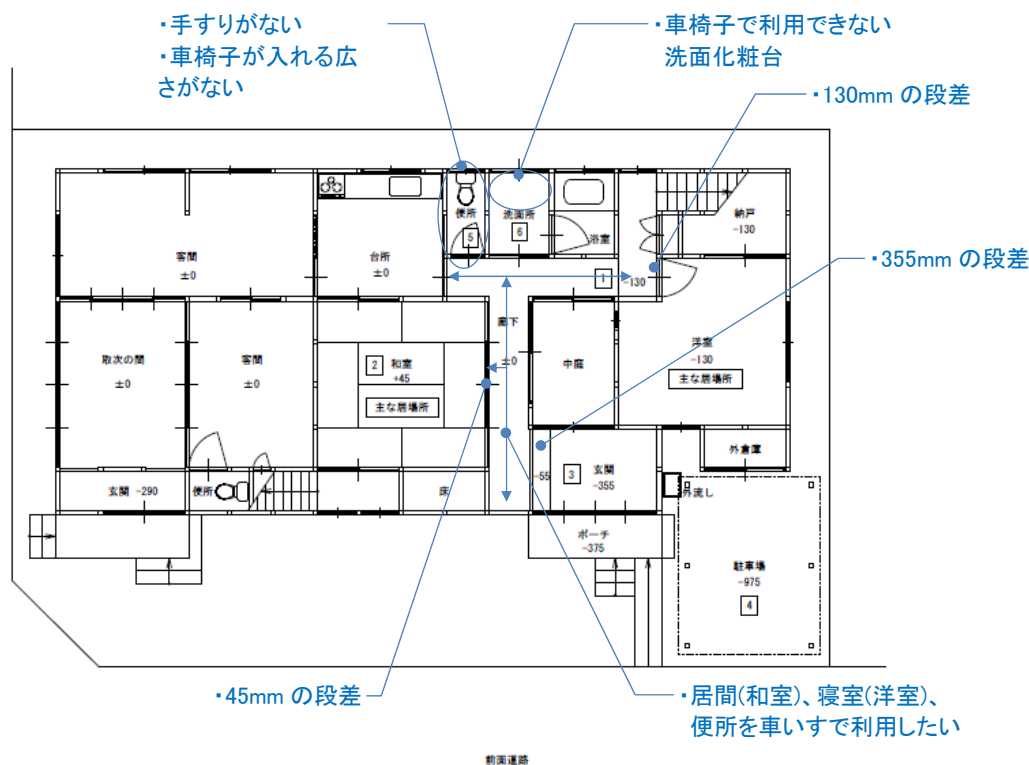 ・手すりがない
・車椅子が入れる広
さがない
・車椅子で利用できない
洗面化粧台
・130mm の段差
・355mm の段差
便所
5
洗面所
6
浴室
納戸
-130
客間
±0
台所
±0
1
-130
廊下
±0
取次の間
±0
客間
±0
2
和室
+45
主な居場所
中庭
洋室
-130
主な居場所
外倉庫
玄関 -290
便所
床
-55
3
玄関
-355
外流し
ポーチ
-375
駐車場
-975
4
・45mm の段差
・居間(和室)、寝室(洋室)、
便所を車いすで利用したい
前面道路